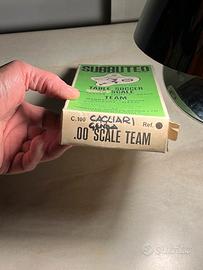 SUBBUTEO
TABLE SOCCER
SCALE
TEAM
C.100 CAGLIARI Ref.
.00 SCALE TEAM